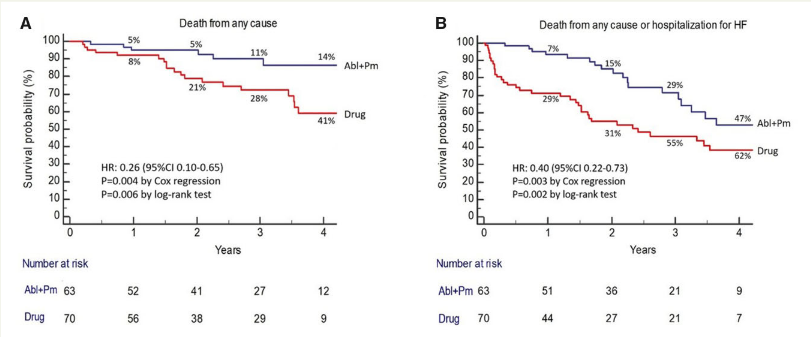 A
Death from any cause
Survival probability (%)
100
90
80
70
60
50
40
30
20
10
0
5%
5%
11%
14%
Abl+Pm
8%
21%
28%
41%
Drug
HR: 0.26 (95%CI 0.10-0.65)
P=0.004 by Cox regression
P=0.006 by log-rank test
0 1 2 3 4
Years
Number at risk
Abl+Pm 63 52 41 27 12
Drug 70 56 38 29 9
B
Death from any cause or hospitalization for HF
Survival probability (%)
100
90
80
70
60
50
40
30
20
10
0
7%
15%
29%
47%
Abl+Pm
29%
31%
55%
62%
Drug
HR: 0.40 (95%CI 0.22-0.73)
P=0.003 by Cox regression
P=0.002 by log-rank test
0 1 2 3 4
Years
Number at risk
Abl+Pm 63 51 36 21 9
Drug 70 44 27 21 7